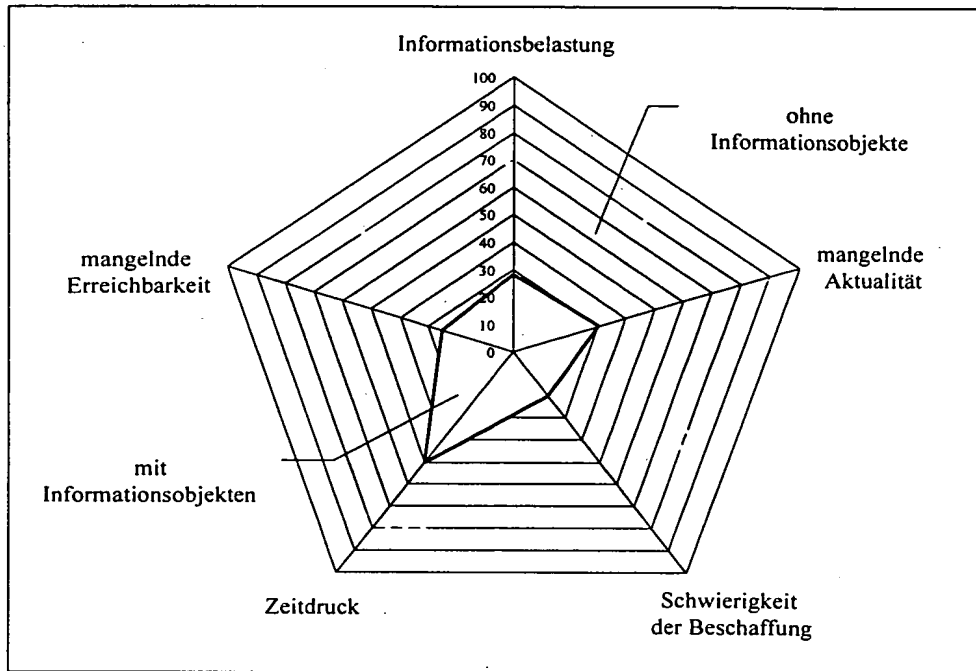 Informationsbelastung
100
90
80
70
60
50
40
30
20
10
0
ohne
Informationsobjekte
mangelnde
Erreichbarkeit
mangelnde
Aktualität
mit
Informationsobjekten
Zeitdruck
Schwierigkeit
der Beschaffung